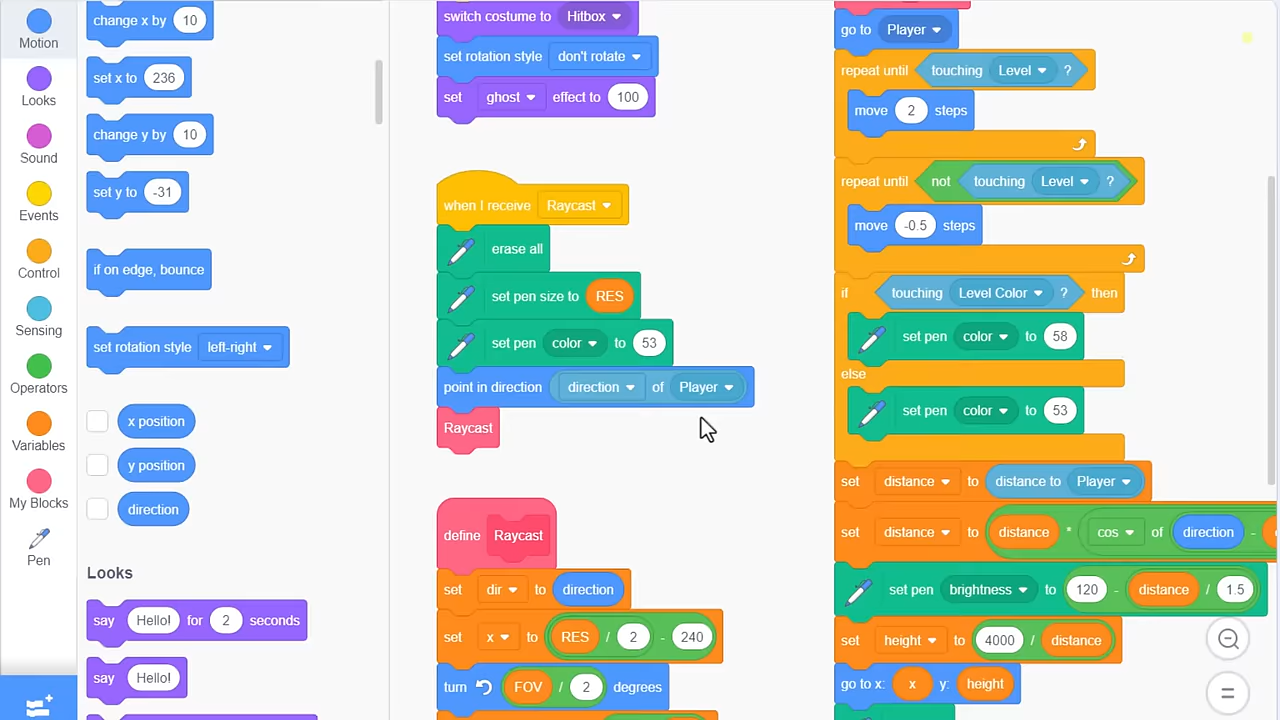 Motion
Looks
Sound
Events
Control
Sensing
Operators
Variables
My Blocks
Pen
change x by 10
set x to 236
change y by 10
set y to -31
if on edge, bounce
set rotation style left-right
x position
y position
direction
Looks
say Hello! for 2 seconds
say Hello!
switch costume to Hitbox
set rotation style don't rotate
set ghost effect to 100
when I receive Raycast
erase all
set pen size to RES
set pen color to 53
point in direction direction of Player
Raycast
define Raycast
set dir to direction
set x to RES / 2 - 240
turn FOV / 2 degrees
go to Player
repeat until touching Level ?
move 2 steps
repeat until not touching Level ?
move -0.5 steps
if touching Level Color ? then
set pen color to 58
else
set pen color to 53
set distance to distance to Player
set distance to distance * cos of direction -
set pen brightness to 120 - distance / 1.5
set height to 4000 / distance
go to x: x y: height